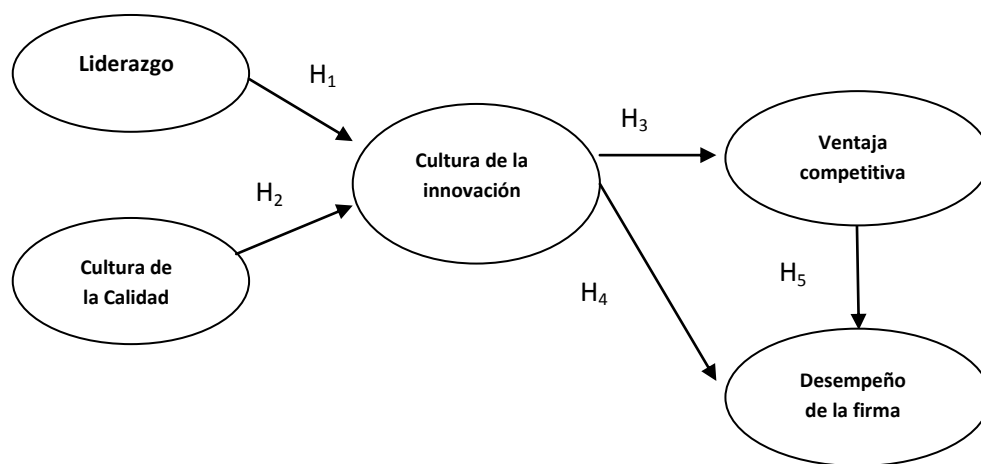 Liderazgo
H₁
Cultura de la
innovación
H₃
Ventaja
competitiva
H₂
Cultura de
la Calidad
H₄
H₅
Desempeño
de la firma